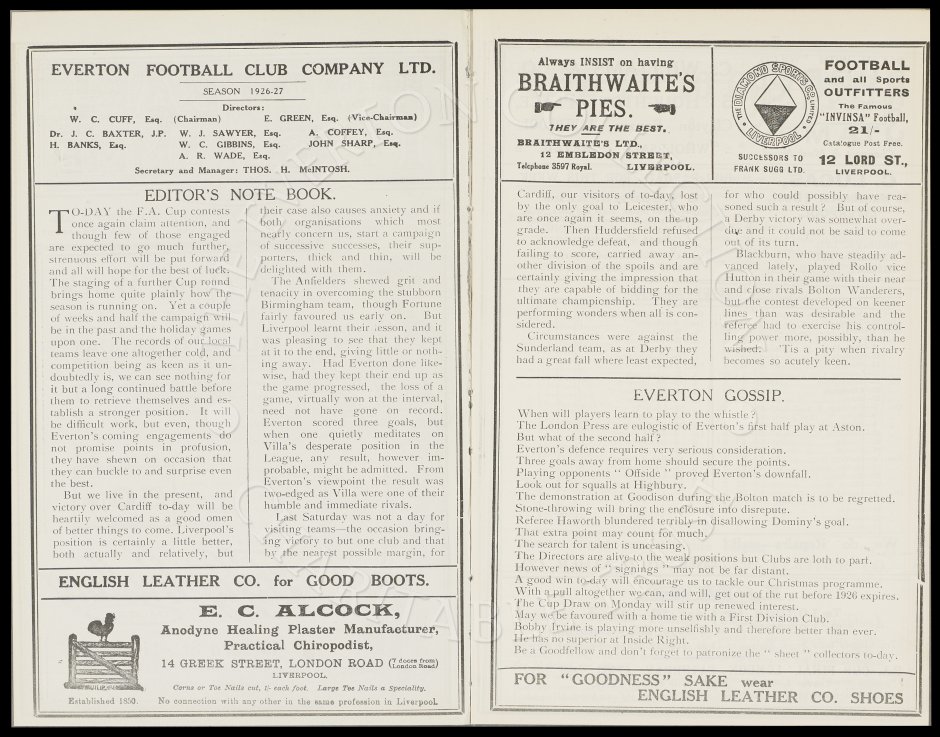 EVERTON FOOTBALL CLUB COMPANY LTD.
SEASON 1926-27
Directors:
W. C. CUFF, Esq. (Chairman) E. GREEN, Esq. (Vice-Chairman)
Dr. J. C. BAXTER, J.P. W. J. SAWYER, Esq. A. COFFEY, Esq.
H. BANKS, Esq. W. C. GIBBINS, Esq. JOHN SHARP, Esq.
A. R. WADE, Esq.
Secretary and Manager: THOS. H. McINTOSH.
EDITOR'S NOTE BOOK.
TO-DAY the F.A. Cup contests
once again claim attention, and
though few of those engaged
are expected to go much further,
strenuous effort will be put forward
and all will hope for the best of luck.
The staging of a further Cup round
brings home quite plainly how the
season is running on. Yet a couple
of weeks and half the campaign will
be in the past and the holiday games
upon one. The records of our local
teams leave one altogether cold, and
competition being as keen as it un-
doubtedly is, we can see nothing for
it but a long continued battle before
them to retrieve themselves and es-
tablish a stronger position. It will
be difficult work, but even, though
Everton's coming engagements do
not promise points in profusion,
they have shewn on occasion that
they can buckle to and surprise even
the best.
But we live in the present, and
victory over Cardiff to-day will be
heartily welcomed as a good omen
of better things to come. Liverpool's
position is certainly a little better,
both actually and relatively, but
their case also causes anxiety and if
both organisations which most
nearly concern us, start a campaign
of successive successes, their sup-
porters, thick and thin, will be
delighted with them.
The Anfielders shewed grit and
tenacity in overcoming the stubborn
Birmingham team, though Fortune
fairly favoured us early on. But
Liverpool learnt their lesson, and it
was pleasing to see that they kept
at it to the end, giving little or noth-
ing away. Had Everton done like-
wise, had they kept their end up as
the game progressed, the loss of a
game, virtually won at the interval,
need not have gone on record.
Everton scored three goals, but
when one quietly meditates on
Villa's desperate position in the
League, any result, however im-
probable, might be admitted. From
Everton's viewpoint the result was
two-edged as Villa were one of their
humble and immediate rivals.
Last Saturday was not a day for
visiting teams—the occasion bring-
ing victory to but one club and that
by the nearest possible margin, for
ENGLISH LEATHER CO. for GOOD BOOTS.
E. C. ALCOCK,
Anodyne Healing Plaster Manufacturer,
Practical Chiropodist,
14 GREEK STREET, LONDON ROAD (7 doors from London Road)
LIVERPOOL.
Corns or Toe Nails cut, 1/- each foot. Large Toe Nails a Speciality.
Established 1850. No connection with any other in the same profession in Liverpool.
Always INSIST on having
BRAITHWAITE'S
PIES.
THEY ARE THE BEST.
BRAITHWAITE'S LTD.,
12 EMBLEDON STREET,
Telephone 3597 Royal. LIVERPOOL.
THE DIAMOND SPORTS CO. LIMITED
LIVERPOOL
SUCCESSORS TO
FRANK SUGG LTD.
FOOTBALL
and all Sports
OUTFITTERS
The Famous
"INVINSA" Football,
21/-
Catalogue Post Free.
12 LORD ST.,
LIVERPOOL.
Cardiff, our visitors of to-day, lost
by the only goal to Leicester, who
are once again it seems, on the up
grade. Then Huddersfield refused
to acknowledge defeat, and though
failing to score, carried away an-
other division of the spoils and are
certainly giving the impression that
they are capable of bidding for the
ultimate championship. They are
performing wonders when all is con-
sidered.
Circumstances were against the
Sunderland team, as at Derby they
had a great fall where least expected,
for who could possibly have rea-
soned such a result? But of course,
a Derby victory was somewhat over-
due and it could not be said to come
out of its turn.
Blackburn, who have steadily ad-
vanced lately, played Rollo vice
Hutton in their game with their near
and close rivals Bolton Wanderers,
but the contest developed on keener
lines than was desirable and the
referee had to exercise his control-
ling power more, possibly, than he
wished. 'Tis a pity when rivalry
becomes so acutely keen.
EVERTON GOSSIP.
When will players learn to play to the whistle?
The London Press are eulogistic of Everton's first half play at Aston.
But what of the second half?
Everton's defence requires very serious consideration.
Three goals away from home should secure the points.
Playing opponents "Offside" proved Everton's downfall.
Look out for squalls at Highbury.
The demonstration at Goodison during the Bolton match is to be regretted.
Stone-throwing will bring the enclosure into disrepute.
Referee Haworth blundered terribly in disallowing Dominy's goal.
That extra point may count for much.
The search for talent is unceasing.
The Directors are alive to the weak positions but Clubs are loth to part.
However news of "signings" may not be far distant.
A good win to-day will encourage us to tackle our Christmas programme.
With a pull altogether we can, and will, get out of the rut before 1926 expires.
The Cup Draw on Monday will stir up renewed interest.
May we be favoured with a home tie with a First Division Club.
Bobby Irvine is playing more unselfishly and therefore better than ever.
He has no superior at Inside Right.
Be a Goodfellow and don't forget to patronize the "sheet" collectors to-day.
FOR "GOODNESS" SAKE wear
ENGLISH LEATHER CO. SHOES